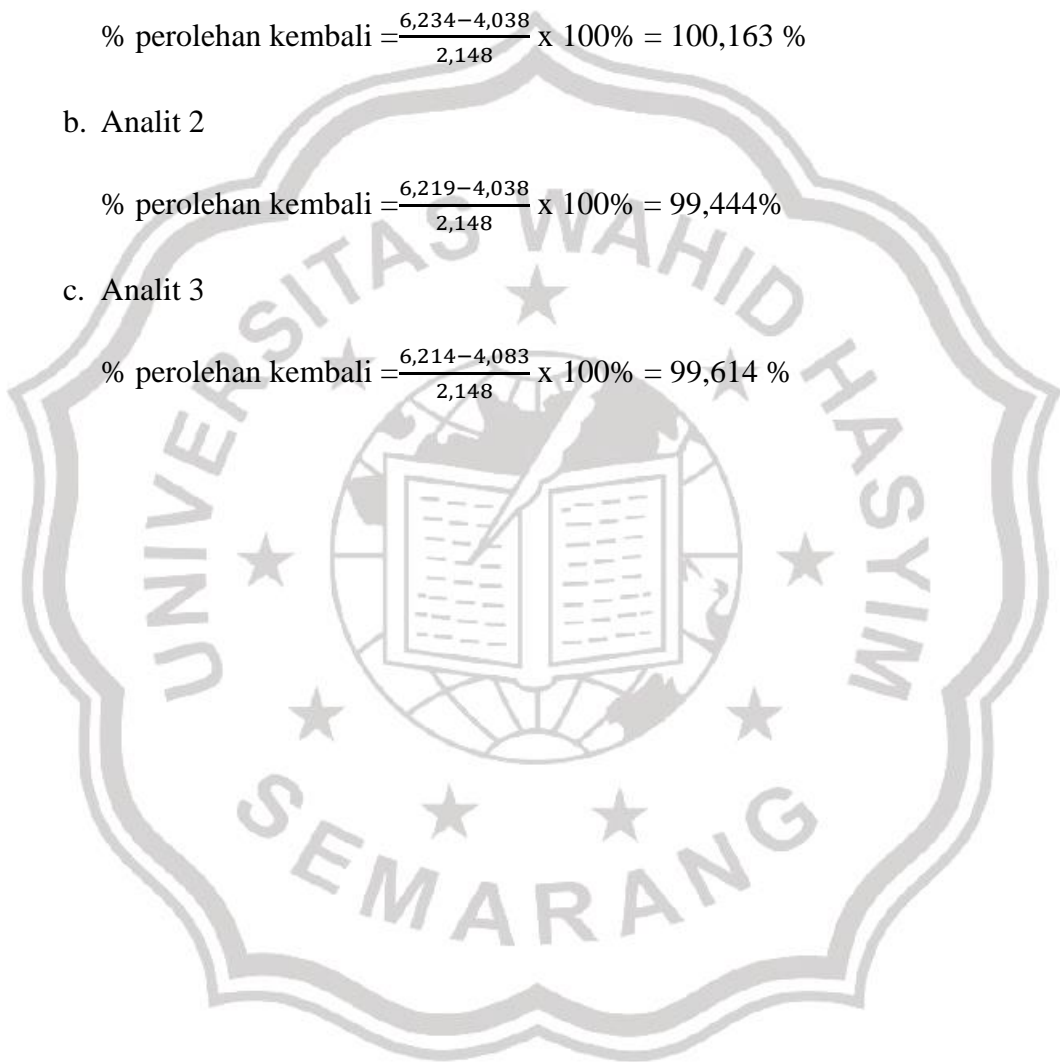 % perolehan kembali = 6,234−4,038 / 2,148 x 100% = 100,163 %
b. Analit 2
% perolehan kembali = 6,219−4,038 / 2,148 x 100% = 99,444%
c. Analit 3
% perolehan kembali = 6,214−4,083 / 2,148 x 100% = 99,614 %
UNIVERSITAS WAHID HASYIM
SEMARANG